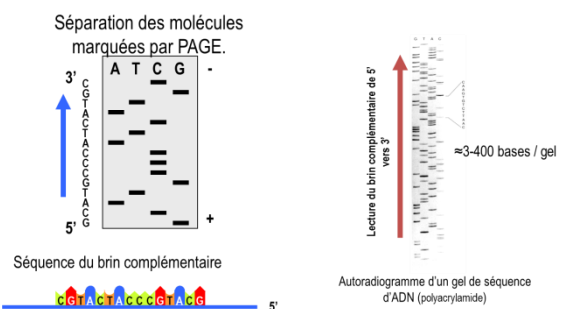 Séparation des molécules
marquées par PAGE.
A T C G
-
3'
C
G
T
A
C
T
A
C
C
C
G
T
A
C
G
5'
+
Séquence du brin complémentaire
CGTACTACCCGTACG
5'
Lecture du brin complémentaire de 5'
vers 3'
G T A C
≈3-400 bases / gel
Autoradiogramme d'un gel de séquence
d'ADN (polyacrylamide)